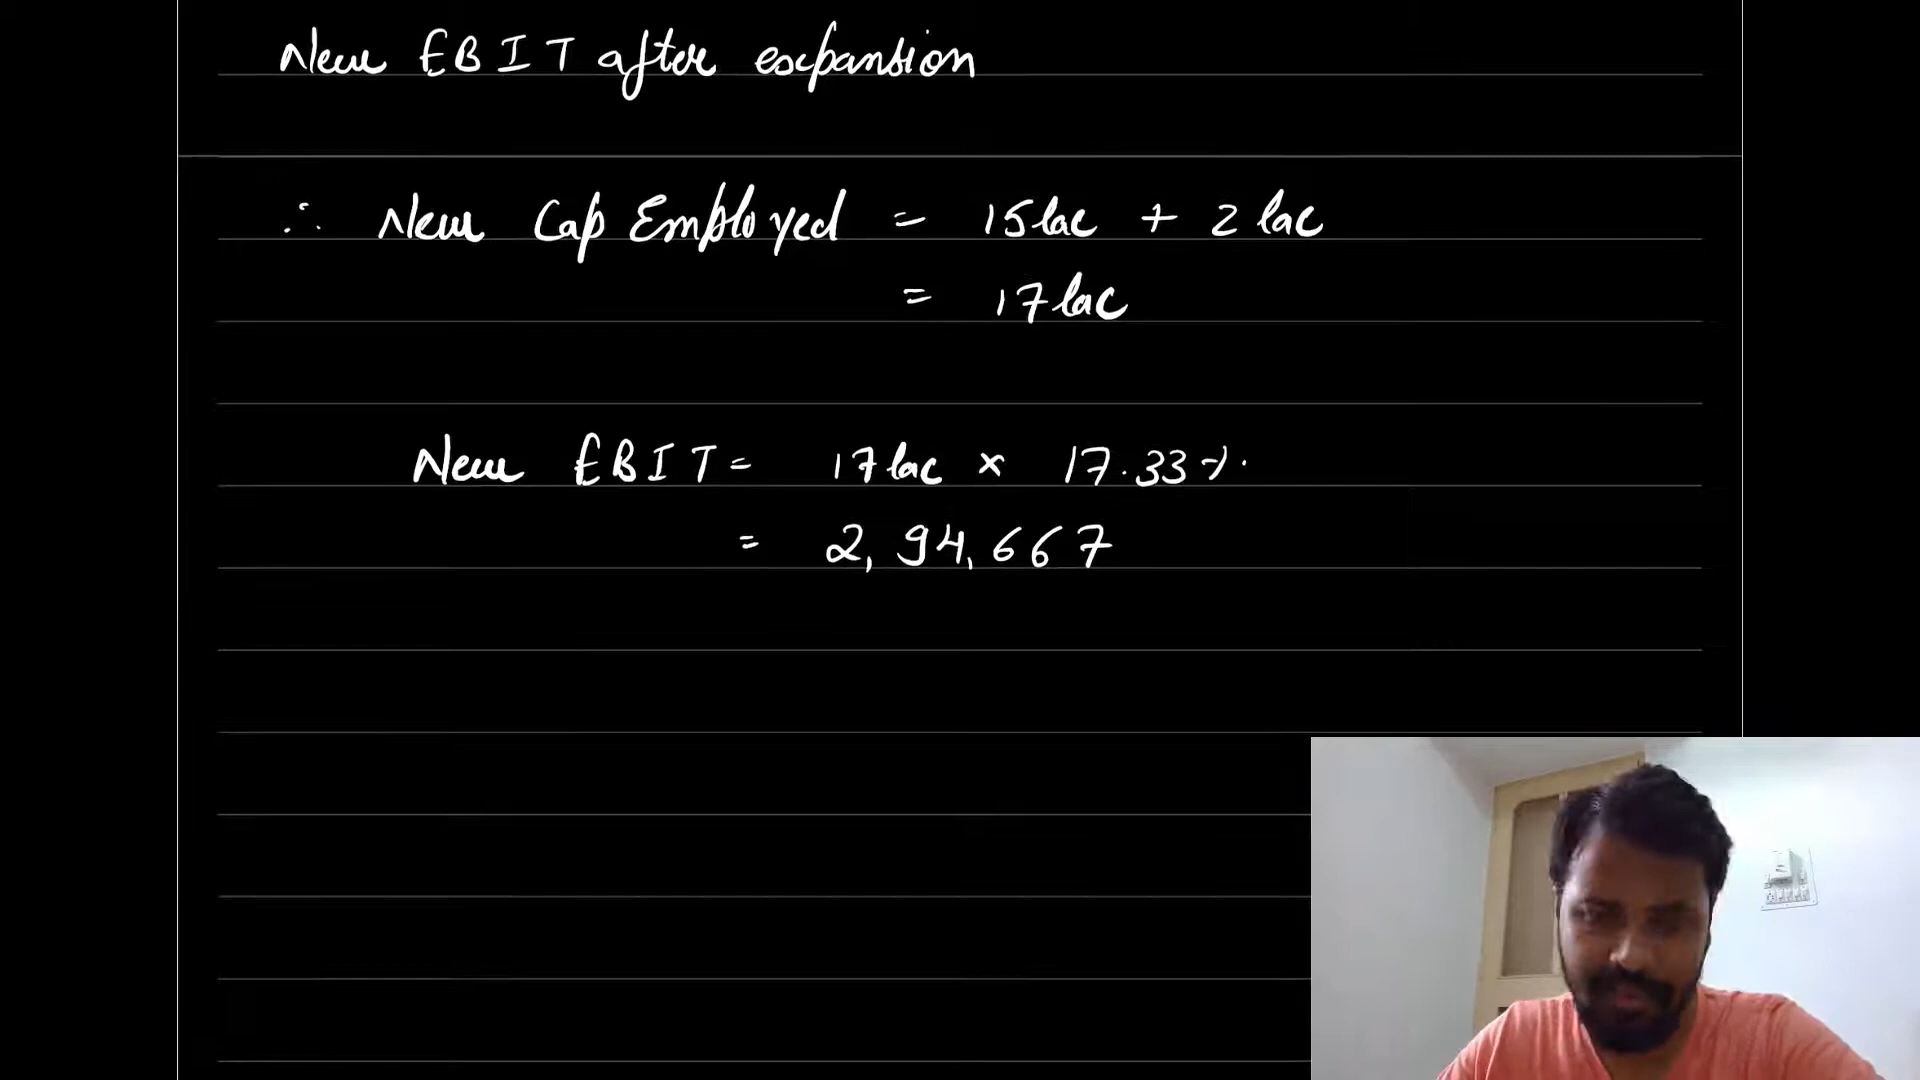 New EBIT after expansion
∴ New Cap Employed = 15 lac + 2 lac
= 17 lac
New EBIT = 17 lac × 17.33%
= 2,94,667